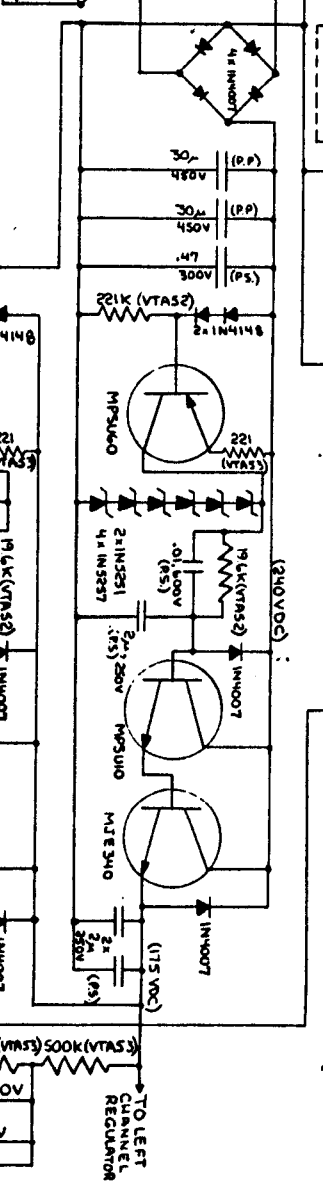 4x 1N4007
30μ
450V
(P.P)
30μ
450V
(P.P)
.47
300V
(P.S.)
221K (VTA52)
2x1N4148
4148
MPSU60
221
(VTA53)
221
2x1N5251
4x1N5257
.01,600V
(P.S)
19.6K(VTA52)
(240VDC)
19.6K(VTA52)
1N4007
2μ, 250V
(P.S)
1N4007
MPSU10
MJE340
2x
2μ
250V
(P.S)
1N4007
1N4007
(175 VDC)
(VTA53)
500K(VTA53)
TO LEFT
CHANNEL
REGULATOR